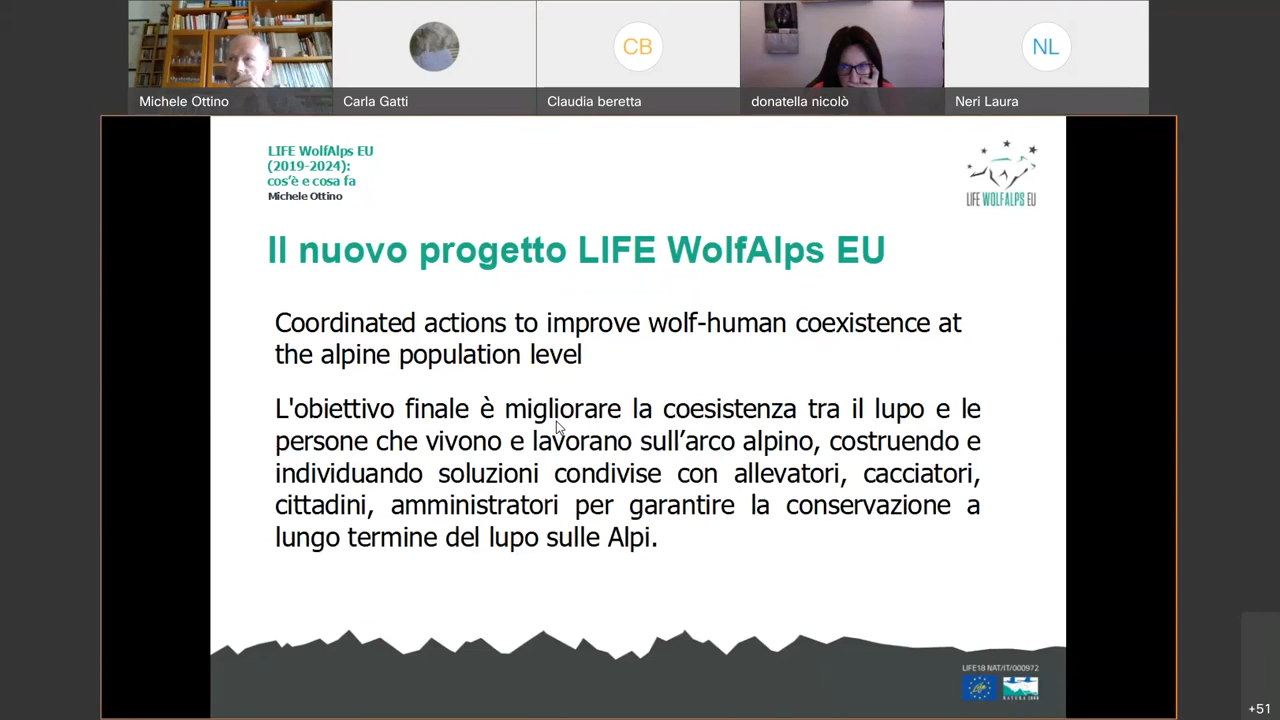 CB
NL
Michele Ottino
Carla Gatti
Claudia beretta
donatella nicolò
Neri Laura
LIFE WolfAlps EU
(2019-2024):
cos'è e cosa fa
Michele Ottino
LIFE WOLFALPS EU
Il nuovo progetto LIFE WolfAlps EU
Coordinated actions to improve wolf-human coexistence at
the alpine population level
L'obiettivo finale è migliorare la coesistenza tra il lupo e le
persone che vivono e lavorano sull’arco alpino, costruendo e
individuando soluzioni condivise con allevatori, cacciatori,
cittadini, amministratori per garantire la conservazione a
lungo termine del lupo sulle Alpi.
LIFE18 NAT/IT/000972
NATURA 2000
+51